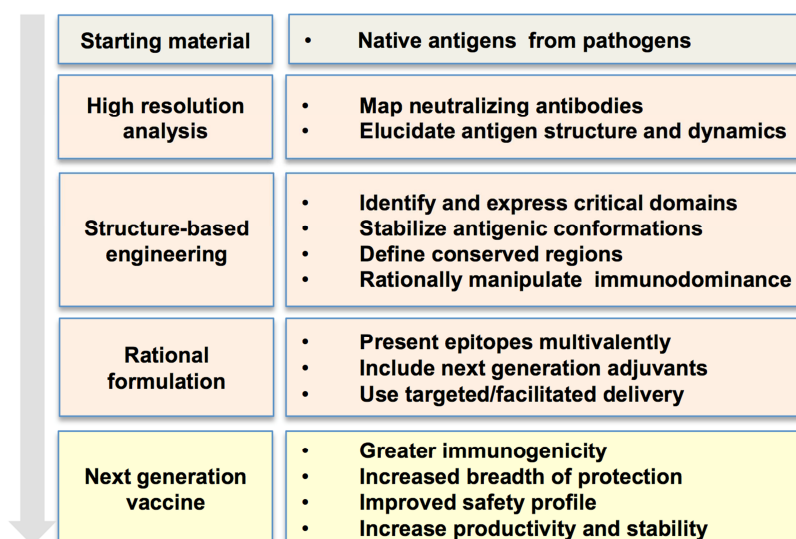 Starting material
• Native antigens from pathogens
High resolution
analysis
• Map neutralizing antibodies
• Elucidate antigen structure and dynamics
Structure-based
engineering
• Identify and express critical domains
• Stabilize antigenic conformations
• Define conserved regions
• Rationally manipulate immunodominance
Rational
formulation
• Present epitopes multivalently
• Include next generation adjuvants
• Use targeted/facilitated delivery
Next generation
vaccine
• Greater immunogenicity
• Increased breadth of protection
• Improved safety profile
• Increase productivity and stability